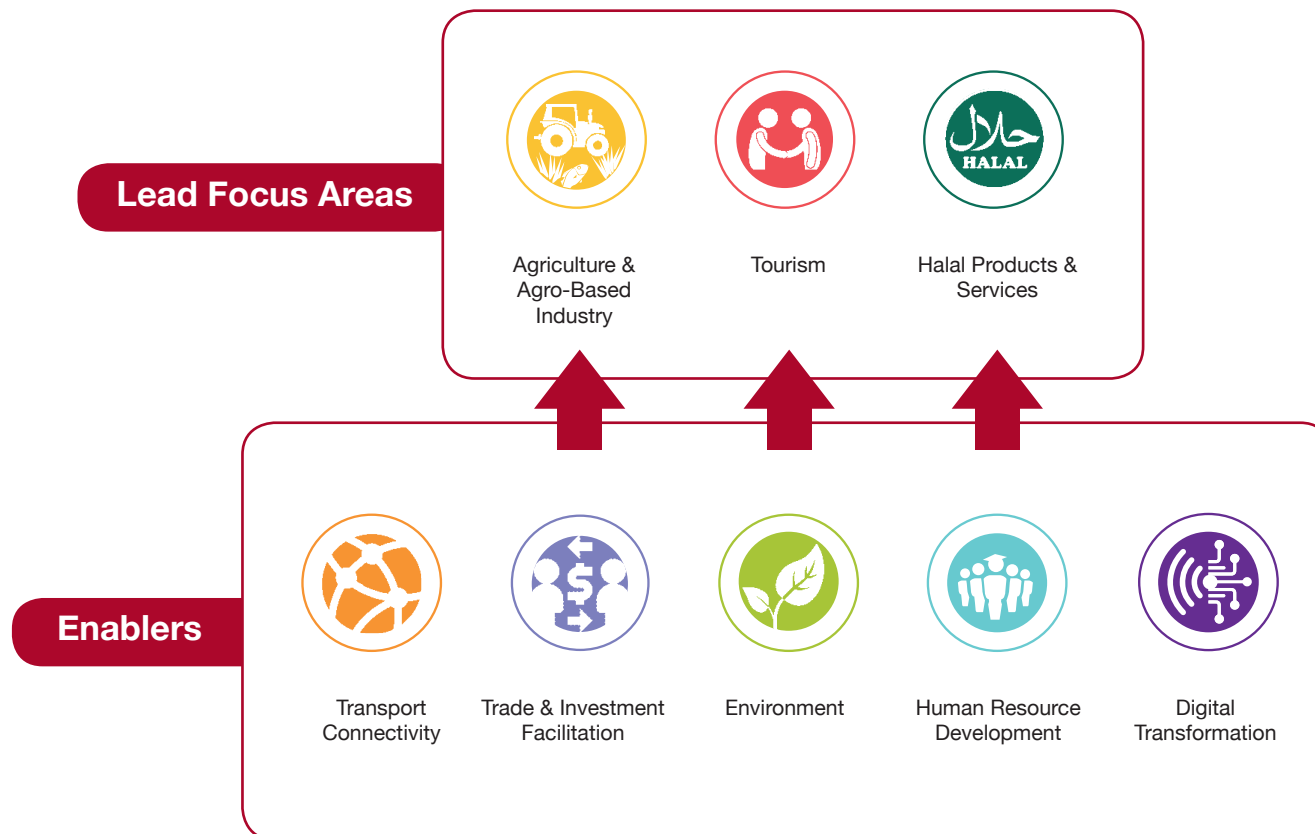 حلال
HALAL
Lead Focus Areas
Agriculture &
Agro-Based
Industry
Tourism
Halal Products &
Services
$
Enablers
Transport
Connectivity
Trade & Investment
Facilitation
Environment
Human Resource
Development
Digital
Transformation